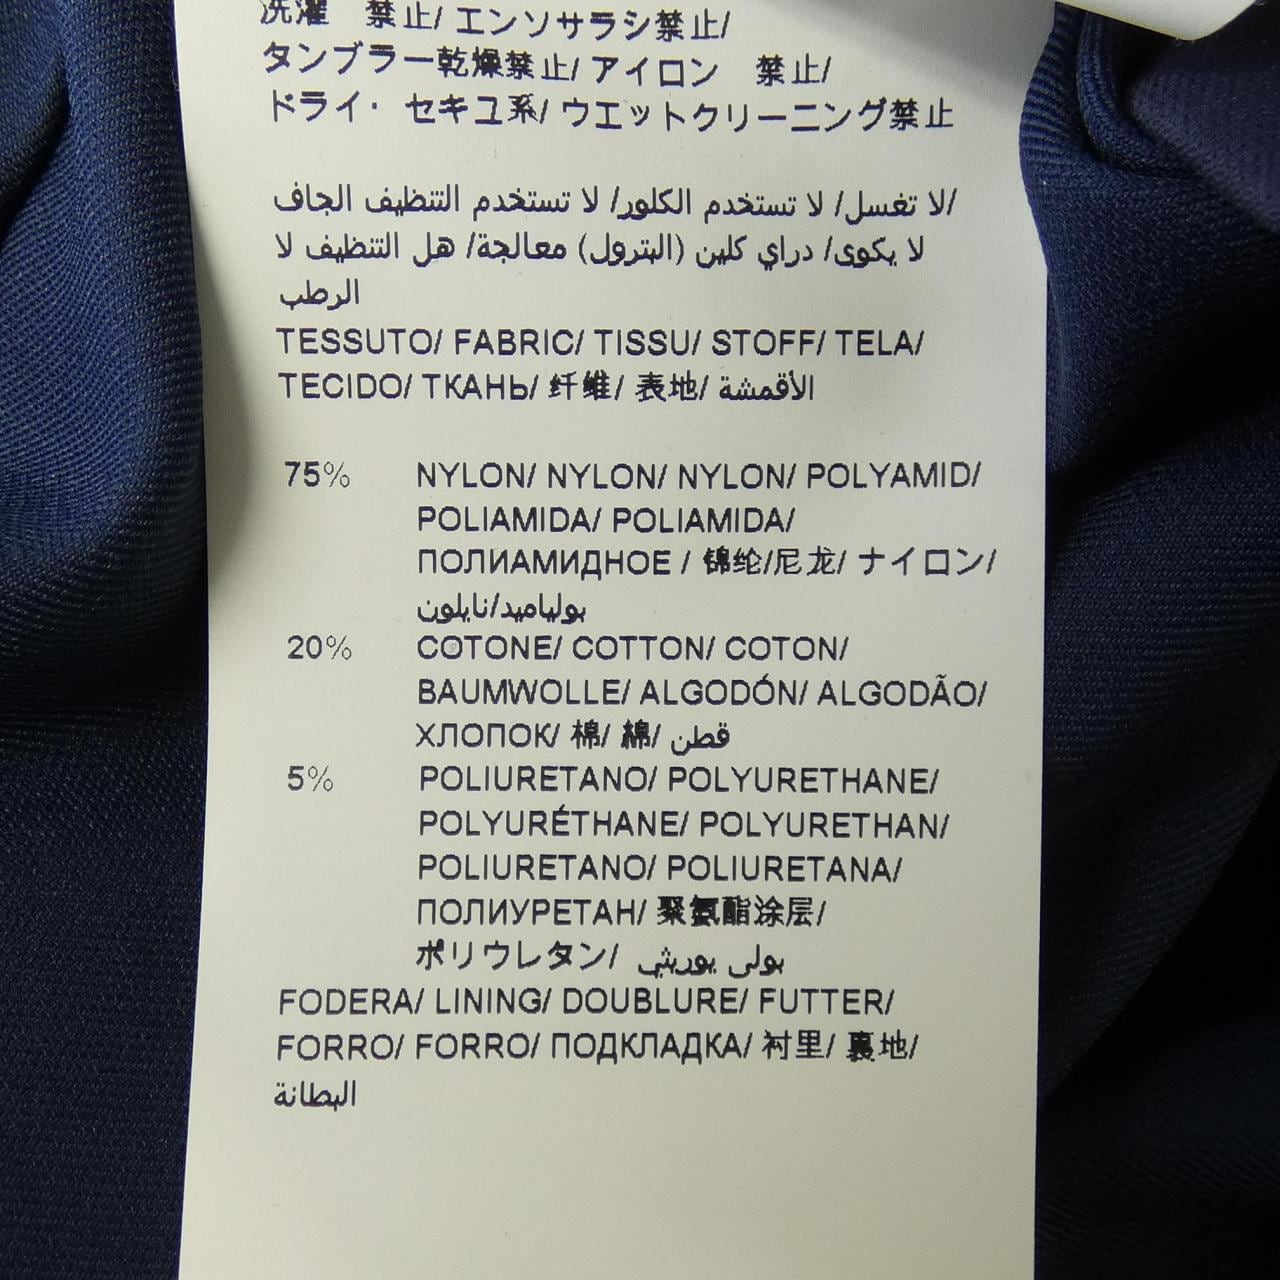 洗濯　禁止/ エンソサラシ禁止/
タンブラー乾燥禁止/ アイロン　禁止/
ドライ・ セキユ系/ ウエットクリーニング禁止
لا تغسل/ لا تستخدم الكلور/ لا تستخدم التنظيف الجاف/
لا يكوى/ دراي كلين (البترول) معالجة/ هل التنظيف لا
الرطب
TESSUTO/ FABRIC/ TISSU/ STOFF/ TELA/
TECIDO/ ТКАНЬ/ 纤维/ 表地/ الأقمشة
75% NYLON/ NYLON/ NYLON/ POLYAMID/
POLIAMIDA/ POLIAMIDA/
ПОЛИАМИДНОЕ / 锦纶/尼龙/ ナイロン/
بولياميد/نايلون
20% COTONE/ COTTON/ COTON/
BAUMWOLLE/ ALGODÓN/ ALGODÃO/
ХЛОПОК/ 棉/ 綿/ قطن
5% POLIURETANO/ POLYURETHANE/
POLYURÉTHANE/ POLYURETHAN/
POLIURETANO/ POLIURETANA/
ПОЛИУРЕТАН/ 聚氨酯涂层/
ポリウレタン/ بولى يوريثي
FODERA/ LINING/ DOUBLURE/ FUTTER/
FORRO/ FORRO/ ПОДКЛАДКА/ 衬里/ 裏地/
البطانة